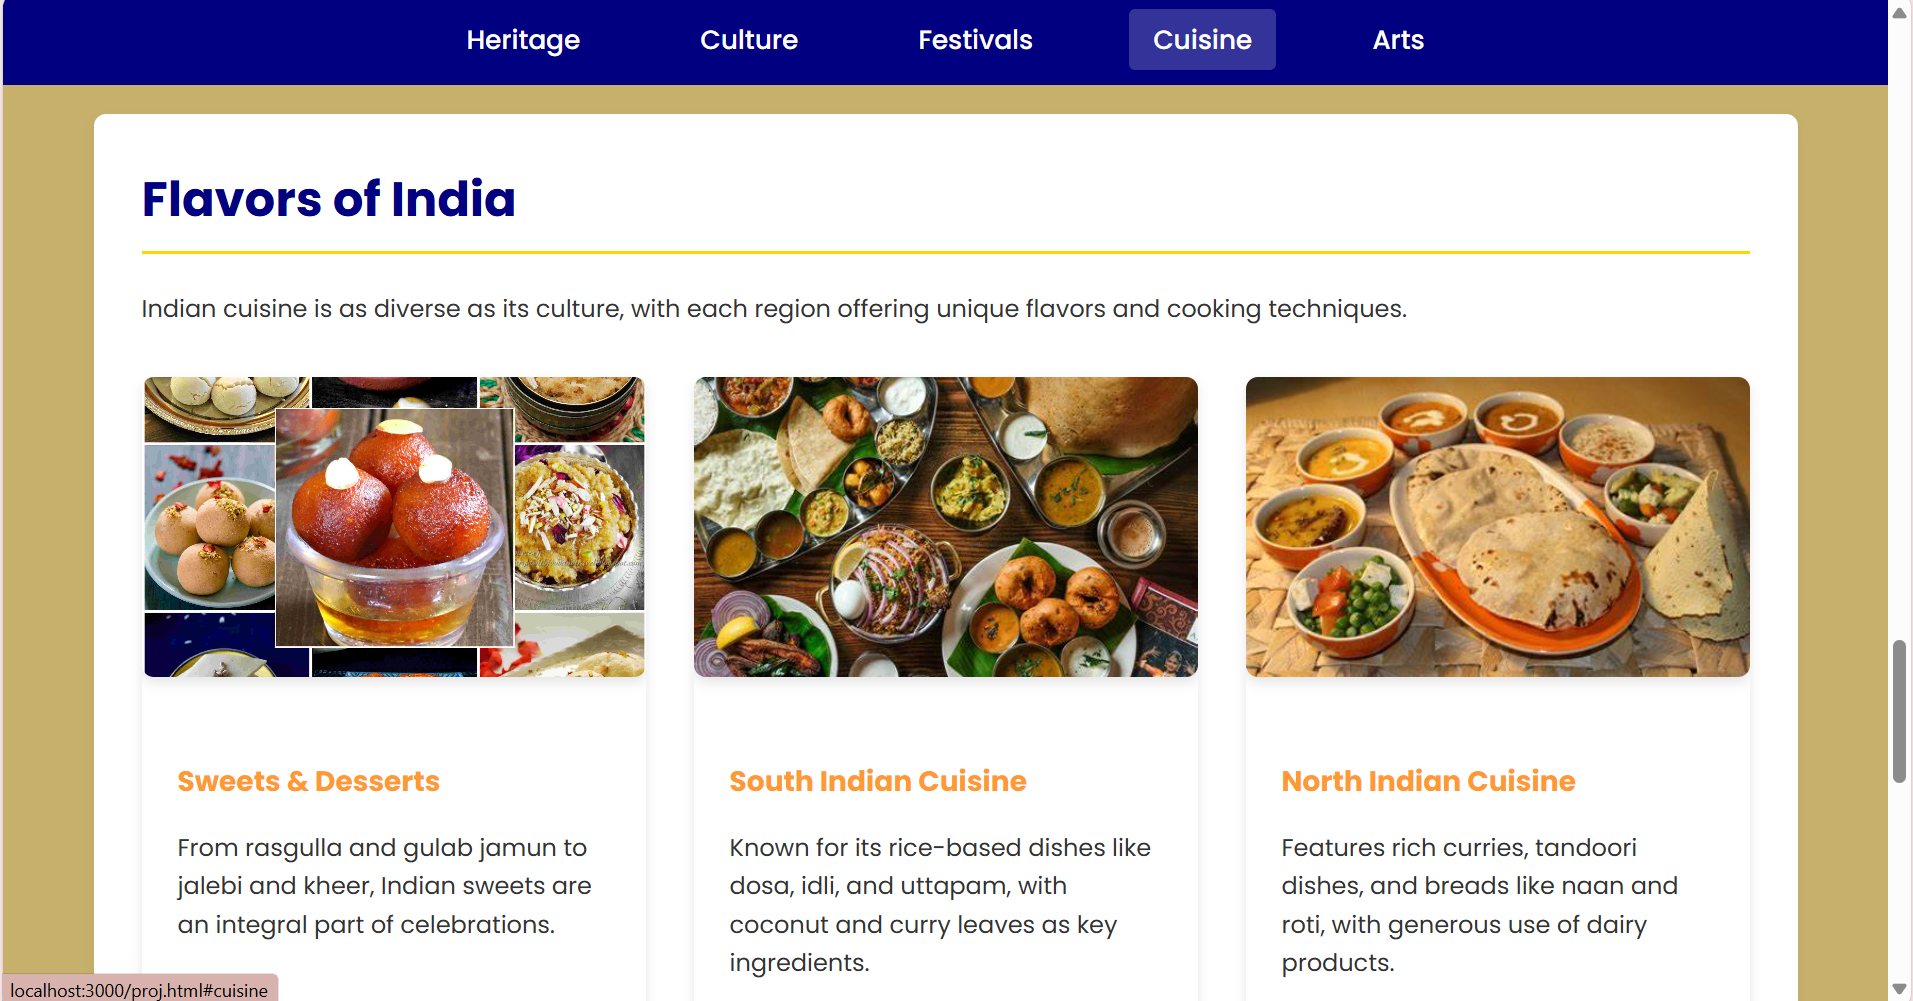 Heritage
Culture
Festivals
Cuisine
Arts
Flavors of India
Indian cuisine is as diverse as its culture, with each region offering unique flavors and cooking techniques.
Sweets & Desserts
From rasgulla and gulab jamun to
jalebi and kheer, Indian sweets are
an integral part of celebrations.
South Indian Cuisine
Known for its rice-based dishes like
dosa, idli, and uttapam, with
coconut and curry leaves as key
ingredients.
North Indian Cuisine
Features rich curries, tandoori
dishes, and breads like naan and
roti, with generous use of dairy
products.
localhost:3000/proj.html#cuisine